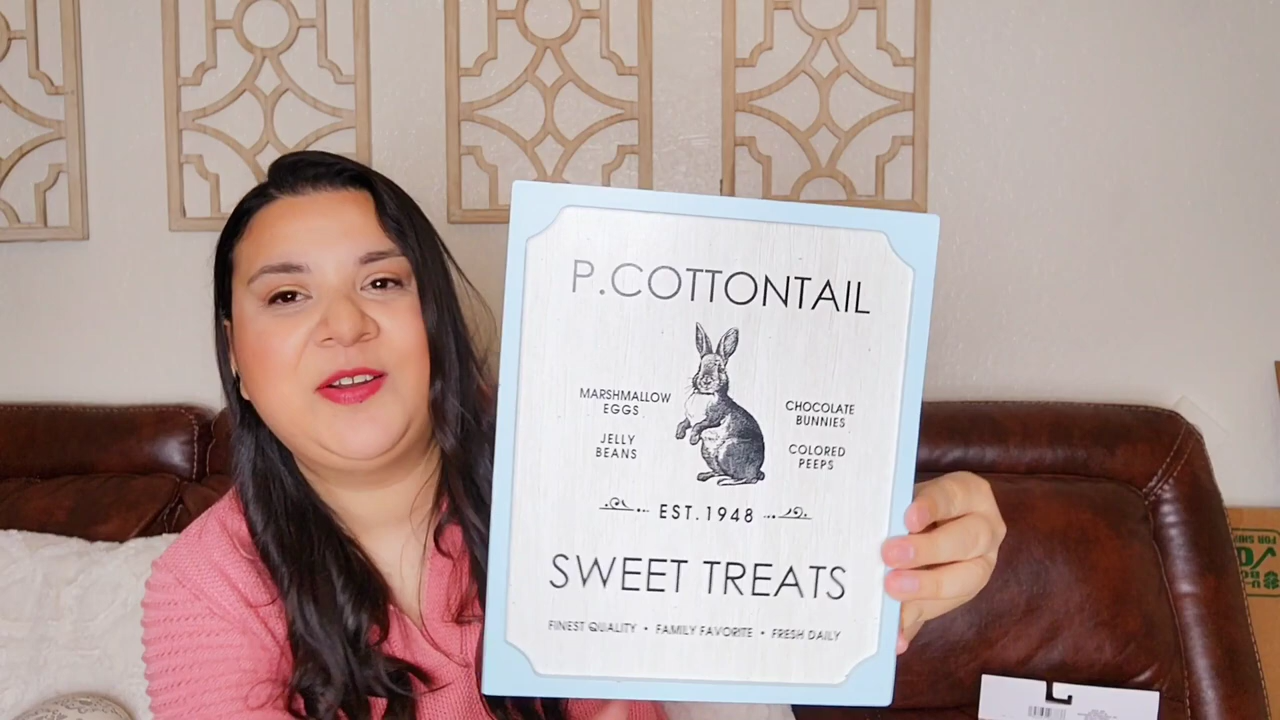 P.COTTONTAIL
MARSHMALLOW
EGGS
JELLY
BEANS
CHOCOLATE
BUNNIES
COLORED
PEEPS
EST.1948
SWEET TREATS
FINEST QUALITY • FAMILY FAVORITE • FRESH DAILY